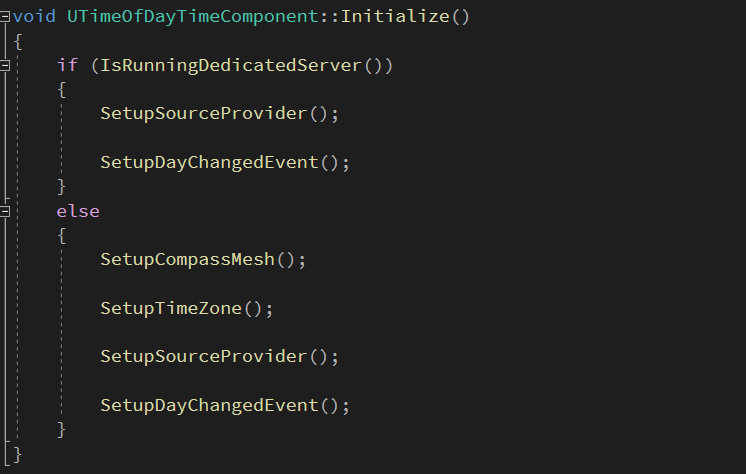 void UTimeOfDayTimeComponent::Initialize()
{
    if (IsRunningDedicatedServer())
    {
        SetupSourceProvider();

        SetupDayChangedEvent();
    }
    else
    {
        SetupCompassMesh();

        SetupTimeZone();

        SetupSourceProvider();

        SetupDayChangedEvent();
    }
}